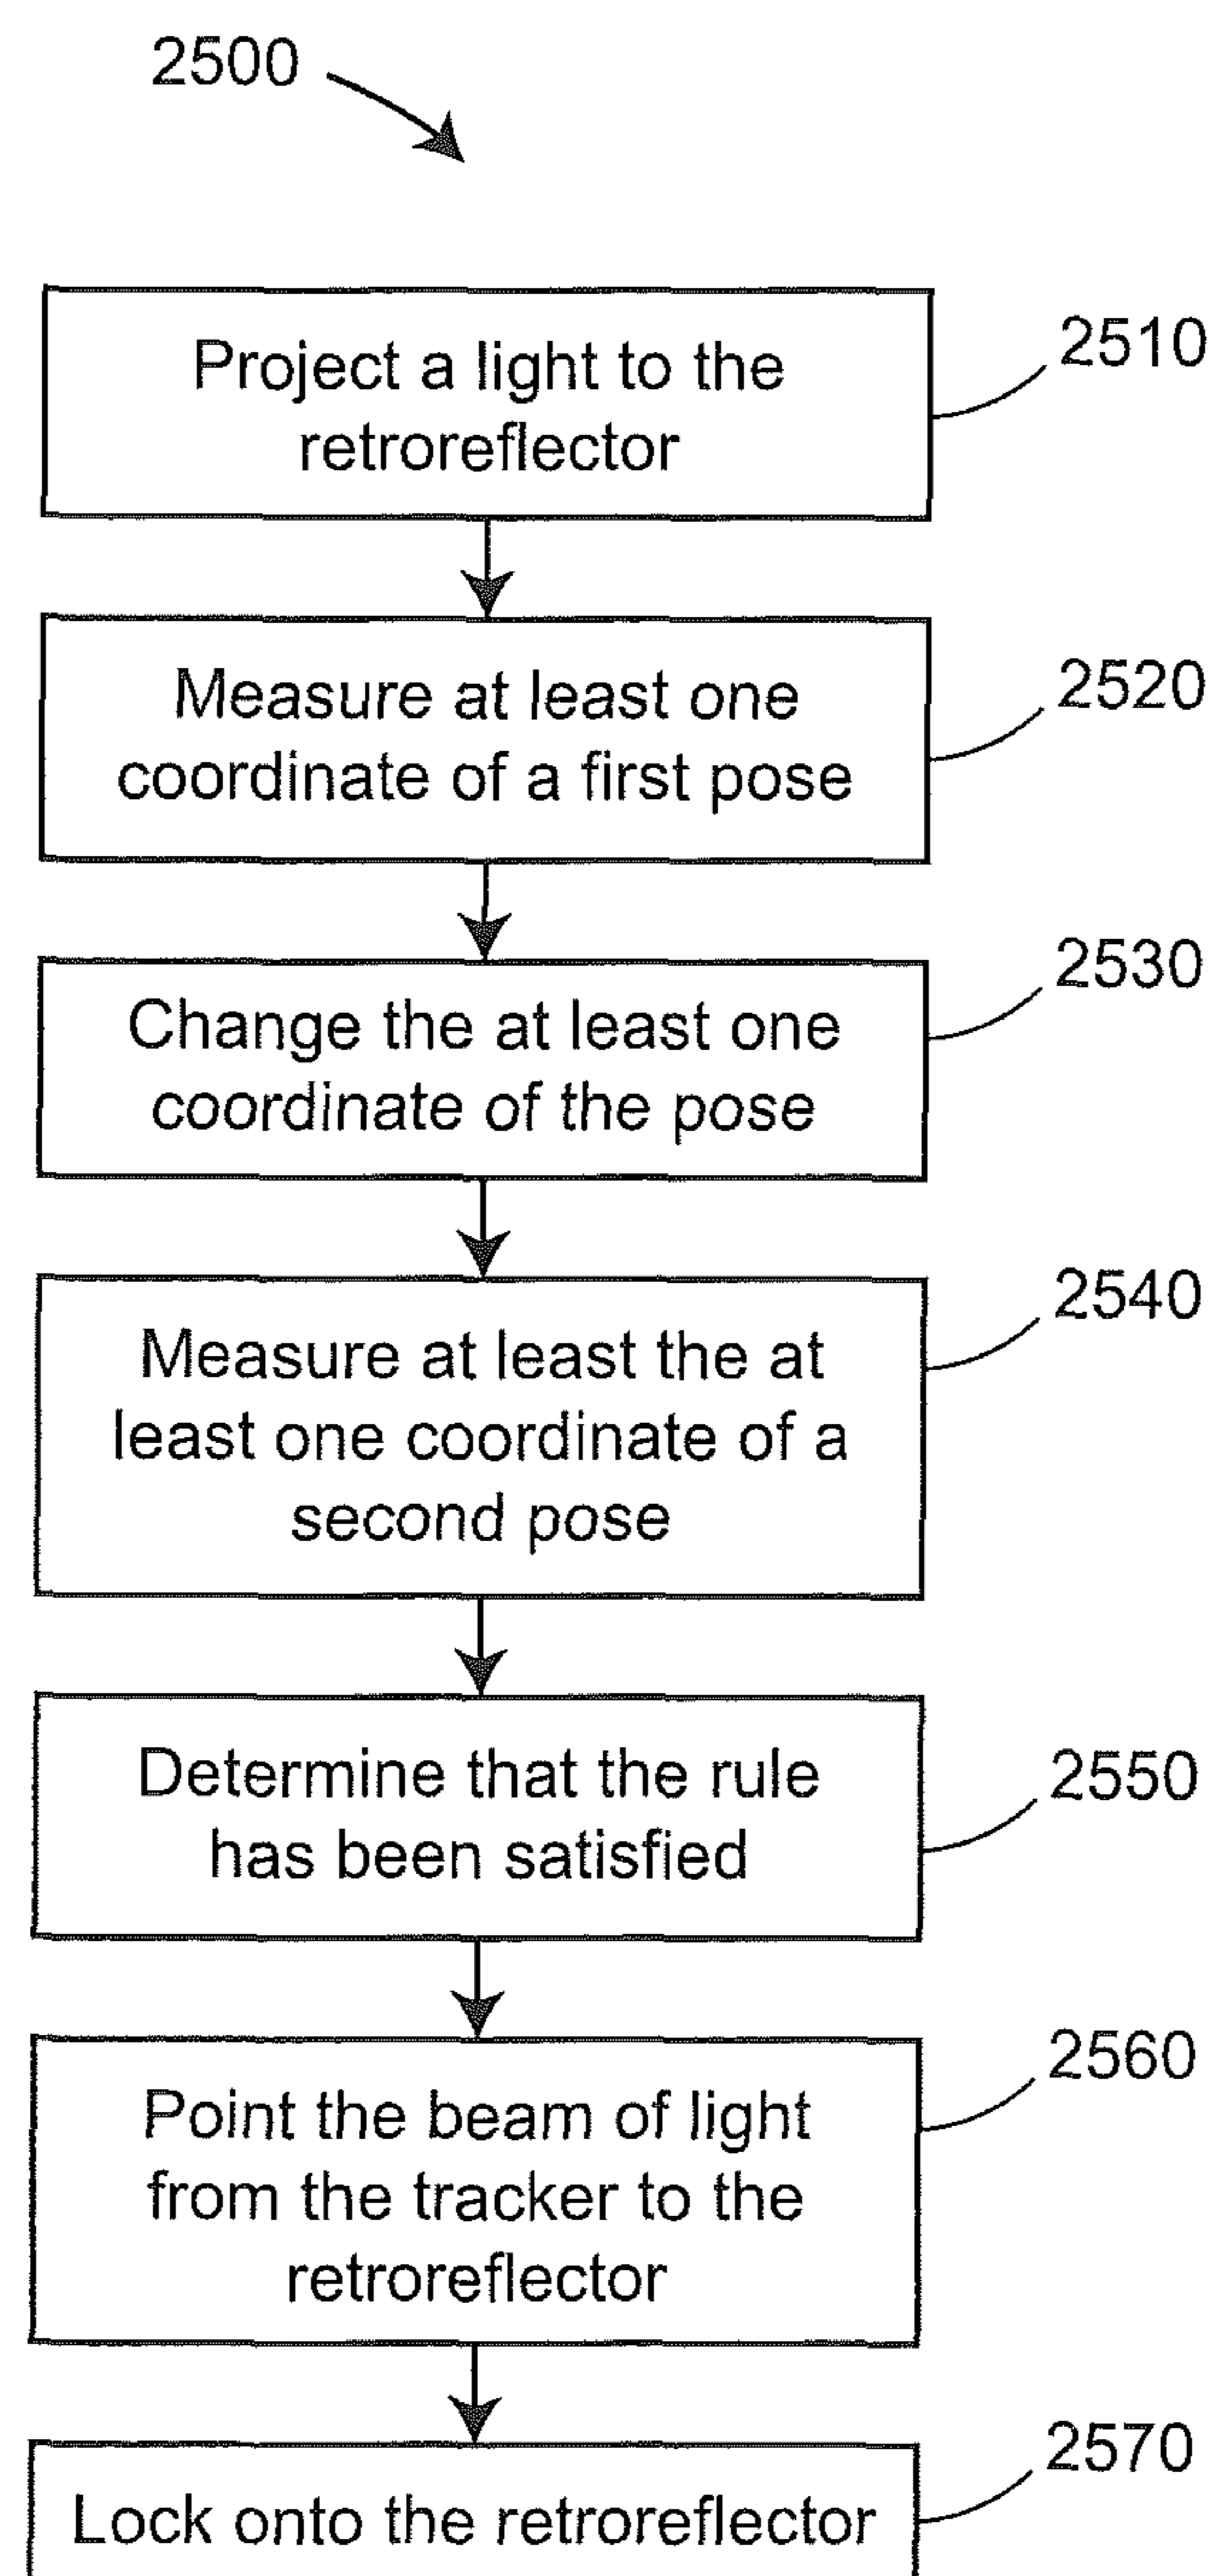 2500
Project a light to the
retroreflector
2510
Measure at least one
coordinate of a first pose
2520
Change the at least one
coordinate of the pose
2530
Measure at least the at
least one coordinate of a
second pose
2540
Determine that the rule
has been satisfied
2550
Point the beam of light
from the tracker to the
retroreflector
2560
Lock onto the retroreflector
2570